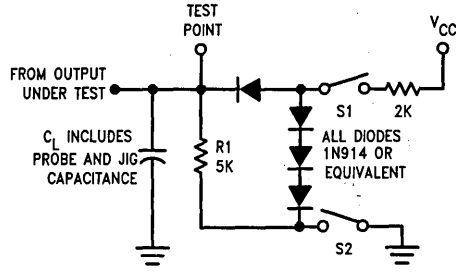 TEST
POINT
VCC
FROM OUTPUT
UNDER TEST
S1
2K
CL INCLUDES
PROBE AND JIG
CAPACITANCE
R1
5K
ALL DIODES
1N914 OR
EQUIVALENT
S2